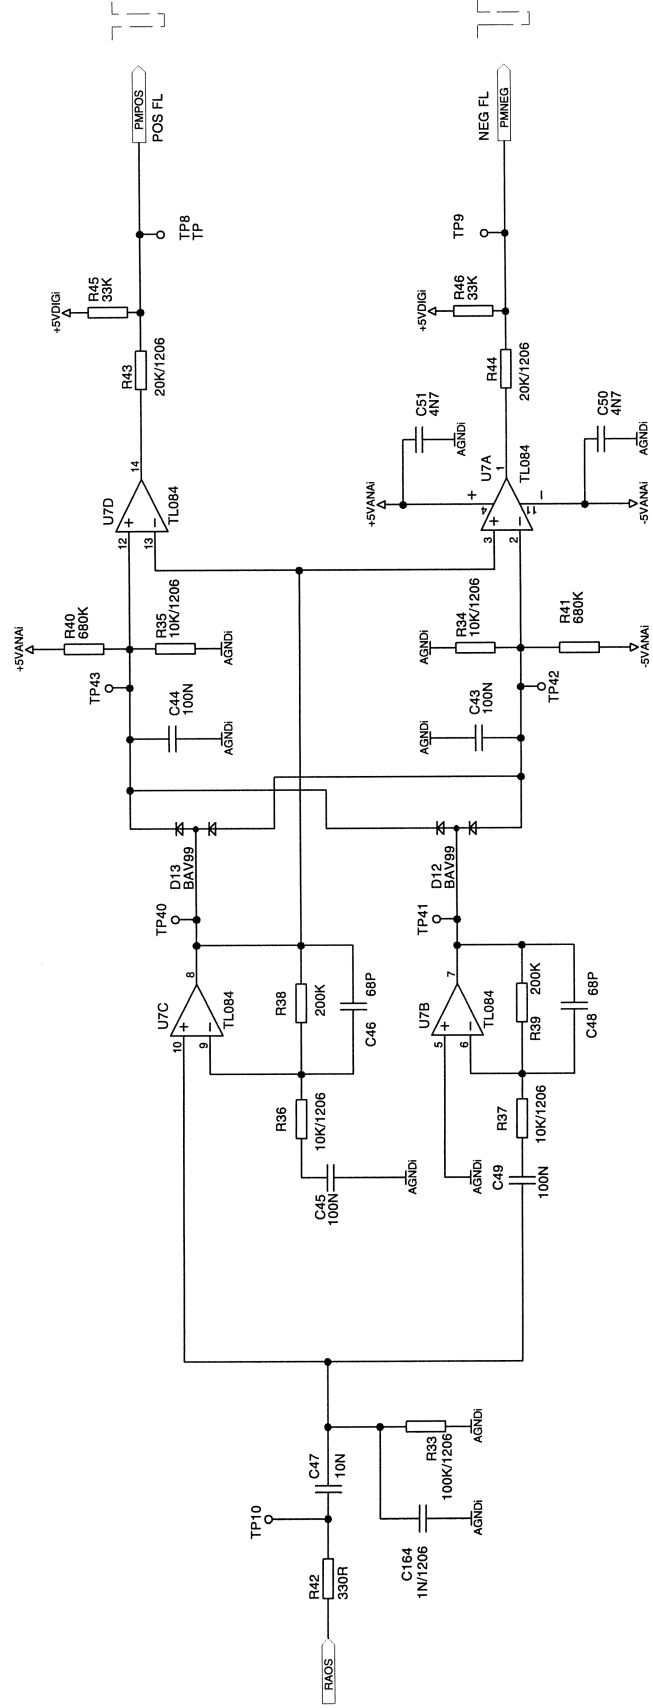 PMPOS
POS FL
NEG FL
PMNEG
TP8
TP
TP9
+5VDIGi
R45
33K
+5VDIGi
R46
33K
R43
20K/1206
R44
20K/1206
C51
4N7
AGNDi
C50
4N7
AGNDi
14
U7D
TL084
12
13
+
−
+5VANAi
U7A
1
TL084
+
4
3
2
+
−
11
−
-5VANAi
+5VANAi
R40
680K
R35
10K/1206
AGNDi
AGNDi
R34
10K/1206
R41
680K
-5VANAi
TP43
TP42
C44
100N
AGNDi
AGNDi
C43
100N
D13
BAV99
D12
BAV99
TP40
TP41
U7C
8
TL084
10
9
+
−
R38
200K
68P
C46
U7B
7
TL084
5
6
+
−
200K
R39
68P
C48
R36
10K/1206
C45
100N
AGNDi
R37
10K/1206
AGNDi
C49
100N
C47
10N
R33
100K/1206
AGNDi
TP10
C164
1N/1206
AGNDi
R42
330R
RAOS